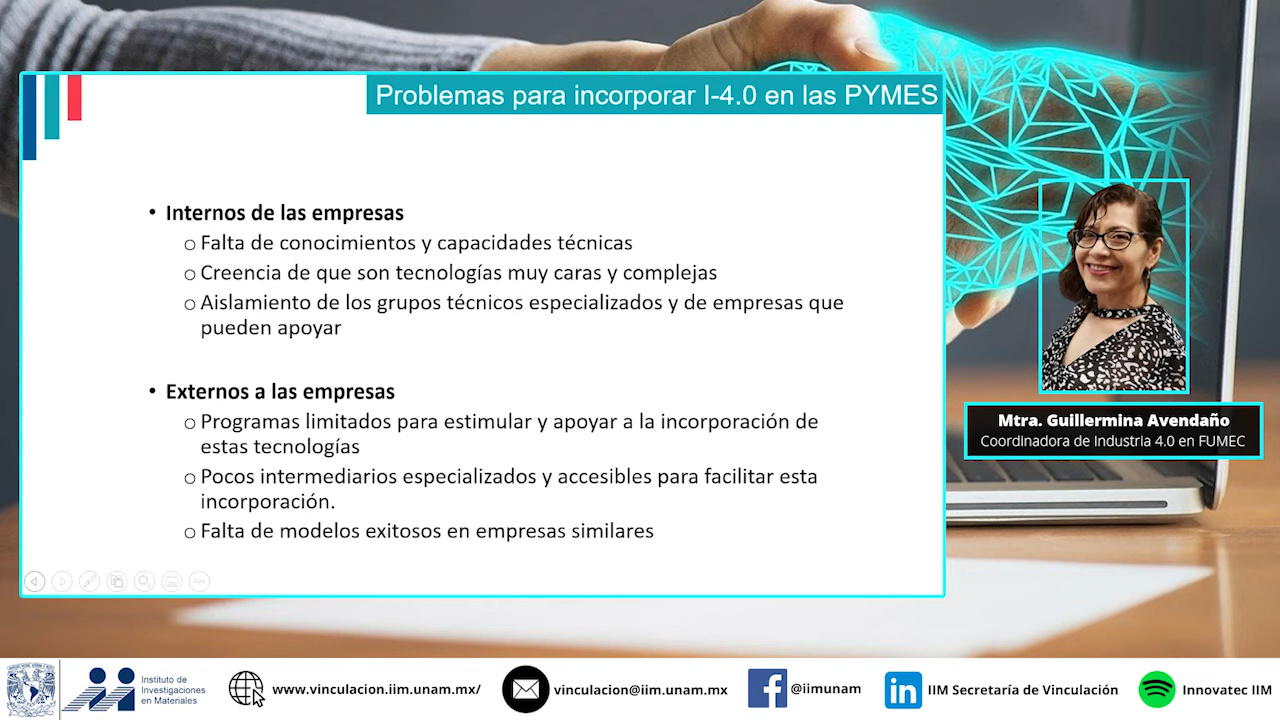 Problemas para incorporar I-4.0 en las PYMES
• Internos de las empresas
o Falta de conocimientos y capacidades técnicas
o Creencia de que son tecnologías muy caras y complejas
o Aislamiento de los grupos técnicos especializados y de empresas que
pueden apoyar
• Externos a las empresas
o Programas limitados para estimular y apoyar a la incorporación de
estas tecnologías
o Pocos intermediarios especializados y accesibles para facilitar esta
incorporación.
o Falta de modelos exitosos en empresas similares
Mtra. Guillermina Avendaño
Coordinadora de Industria 4.0 en FUMEC
Instituto de
Investigaciones
en Materiales
www.vinculacion.iim.unam.mx/
vinculacion@iim.unam.mx
@iimunam
in
IIM Secretaría de Vinculación
Innovatec IIM